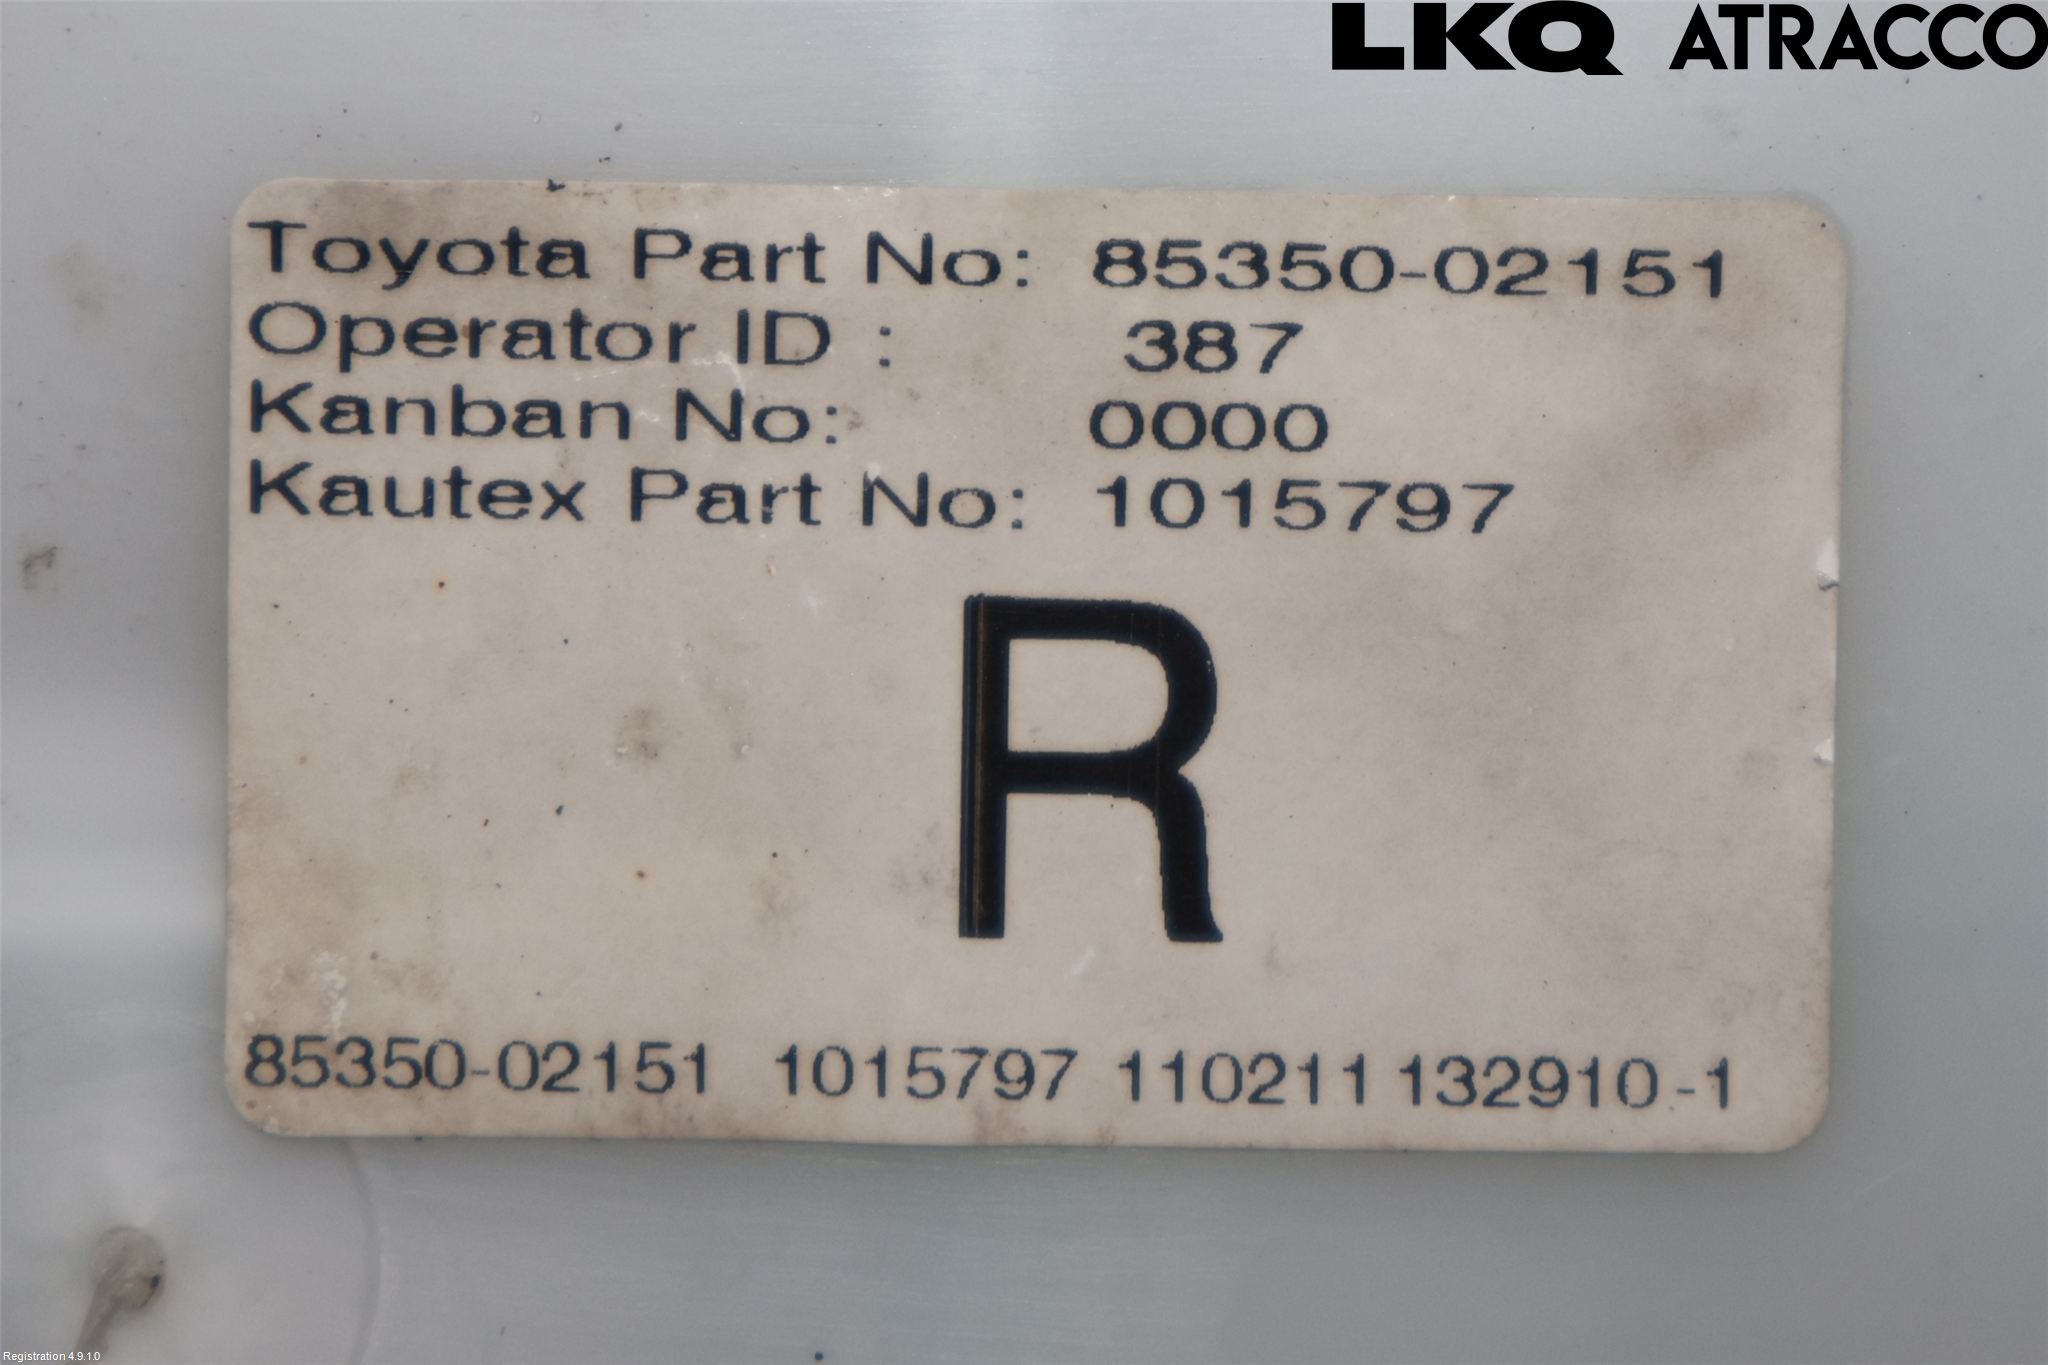 LKQ ATRACCO
Toyota Part No: 85350-02151
Operator ID : 387
Kanban No: 0000
Kautex Part No: 1015797
R
85350-02151 1015797 110211 132910-1
Registration 4.9.1.0